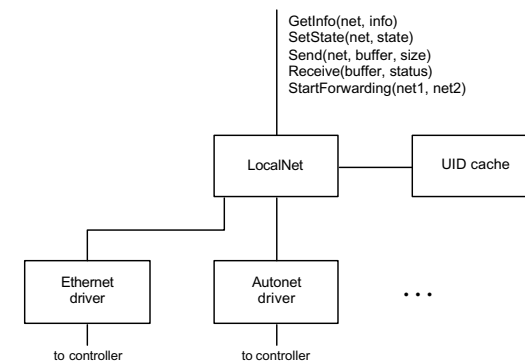 GetInfo(net, info)
SetState(net, state)
Send(net, buffer, size)
Receive(buffer, status)
StartForwarding(net1, net2)
LocalNet
UID cache
Ethernet
driver
Autonet
driver
• • •
to controller
to controller